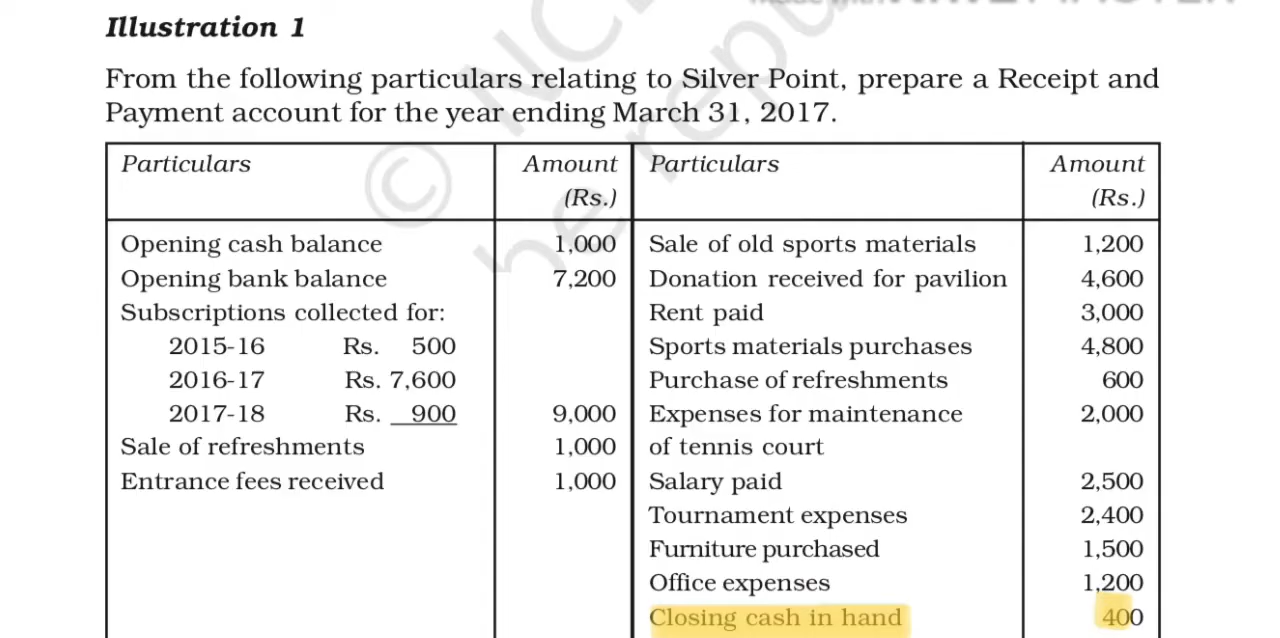 Illustration 1
From the following particulars relating to Silver Point, prepare a Receipt and
Payment account for the year ending March 31, 2017.
Particulars Amount Particulars Amount
(Rs.) (Rs.)
Opening cash balance 1,000 Sale of old sports materials 1,200
Opening bank balance 7,200 Donation received for pavilion 4,600
Subscriptions collected for: Rent paid 3,000
2015-16 Rs. 500 Sports materials purchases 4,800
2016-17 Rs. 7,600 Purchase of refreshments 600
2017-18 Rs. 900 9,000 Expenses for maintenance 2,000
Sale of refreshments 1,000 of tennis court
Entrance fees received 1,000 Salary paid 2,500
Tournament expenses 2,400
Furniture purchased 1,500
Office expenses 1,200
Closing cash in hand 400